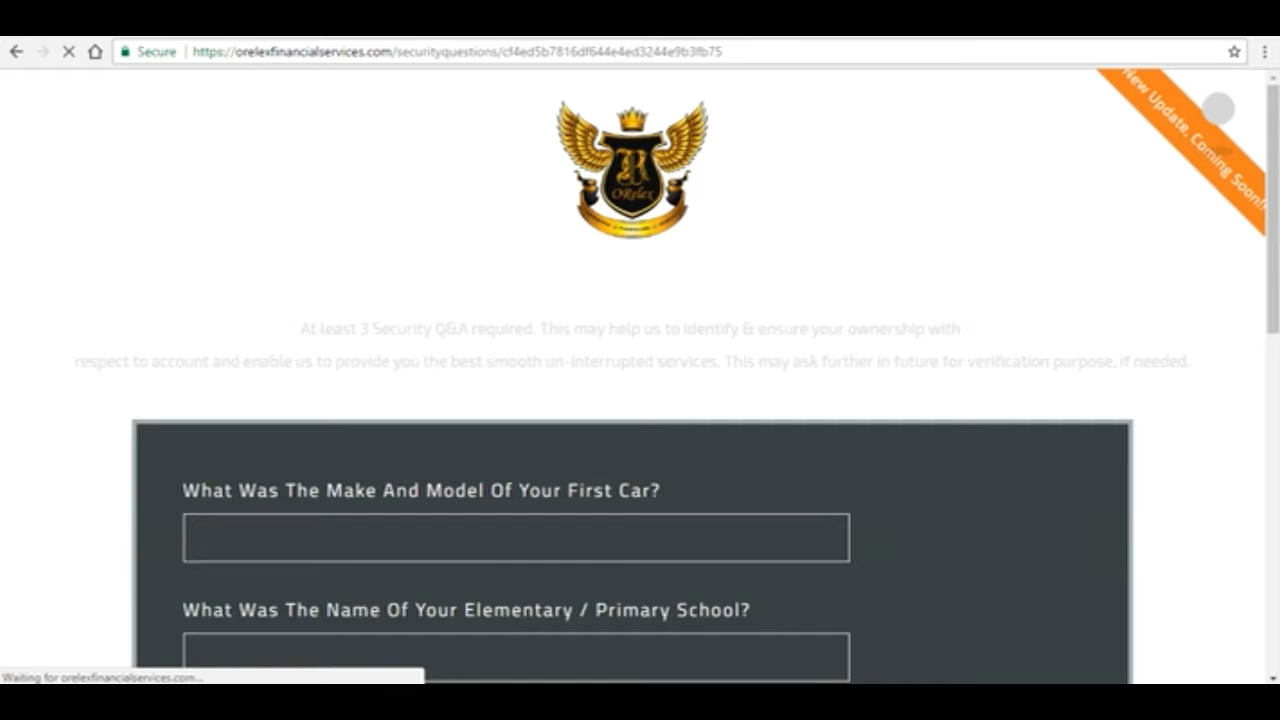 Secure https://orelexfinancialservices.com/securityquestions/cf4ed5b7816df644e4ed3244e9b3fb75
New Update, Coming Soon!!
B
ORelex
At least 3 Security Q&A required. This may help us to identify & ensure your ownership with
respect to account and enable us to provide you the best smooth un-interrupted services. This may ask further in future for verification purpose, if needed.
What Was The Make And Model Of Your First Car?
What Was The Name Of Your Elementary / Primary School?
Waiting for orelexfinancialservices.com...